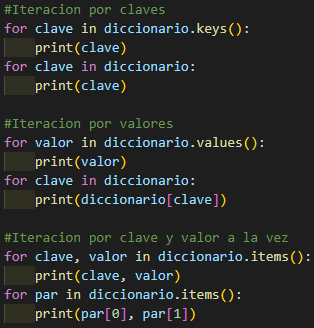 #Iteracion por claves
for clave in diccionario.keys():
    print(clave)
for clave in diccionario:
    print(clave)

#Iteracion por valores
for valor in diccionario.values():
    print(valor)
for clave in diccionario:
    print(diccionario[clave])

#Iteracion por clave y valor a la vez
for clave, valor in diccionario.items():
    print(clave, valor)
for par in diccionario.items():
    print(par[0], par[1])